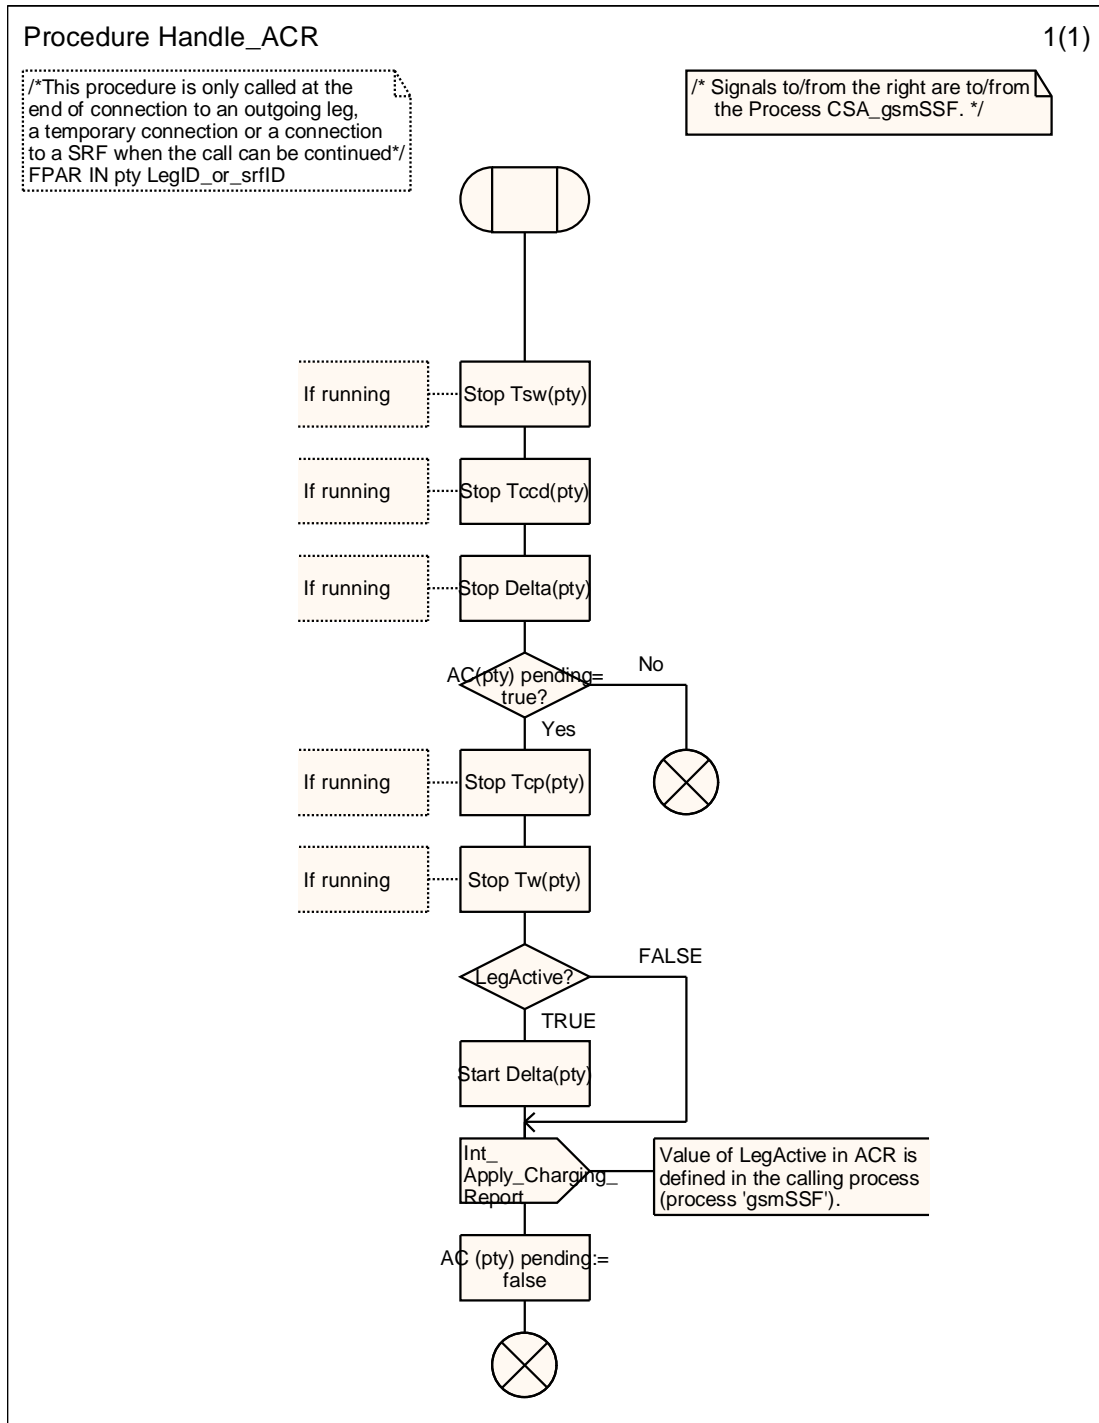 Procedure Handle_ACR
1(1)
/*This procedure is only called at the
end of connection to an outgoing leg,
a temporary connection or a connection
to a SRF when the call can be continued*/
FPAR IN pty LegID_or_srfID
/* Signals to/from the right are to/from
the Process CSA_gsmSSF. */
If running
Stop Tsw(pty)
If running
Stop Tccd(pty)
If running
Stop Delta(pty)
AC(pty) pending=
true?
No
Yes
If running
Stop Tcp(pty)
If running
Stop Tw(pty)
LegActive?
FALSE
TRUE
Start Delta(pty)
Int_
Apply_Charging_
Report
Value of LegActive in ACR is
defined in the calling process
(process 'gsmSSF').
AC (pty) pending:=
false